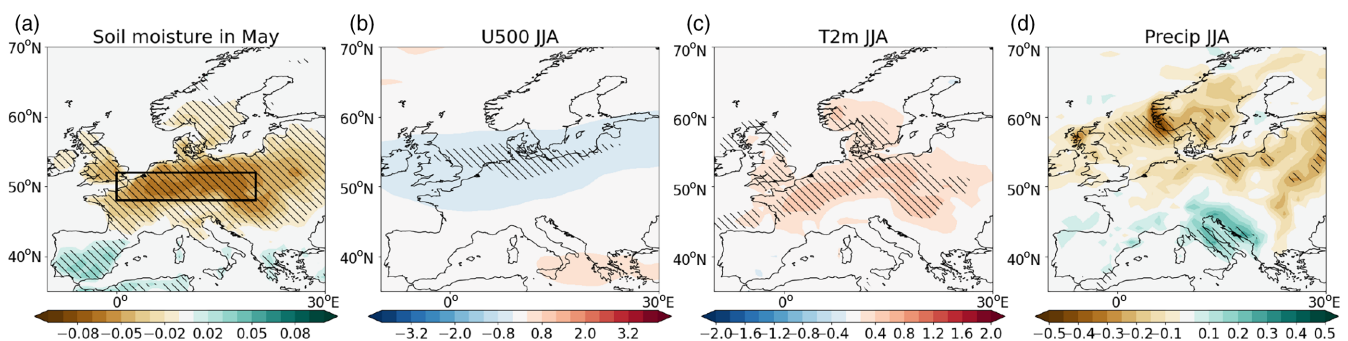 (a) (b) (c) (d)
Soil moisture in May U500 JJA T2m JJA Precip JJA
70°N 70°N 70°N 70°N
60°N 60°N 60°N 60°N
50°N 50°N 50°N 50°N
40°N 40°N 40°N 40°N
0° 30°E 0° 30°E 0° 30°E 0° 30°E
−0.08 −0.05 −0.02 0.02 0.05 0.08 −3.2 −2.0 −0.8 0.8 2.0 3.2 −2.0 −1.6 −1.2 −0.8 −0.4 0.4 0.8 1.2 1.6 2.0 −0.5 −0.4 −0.3 −0.2 −0.1 0.1 0.2 0.3 0.4 0.5